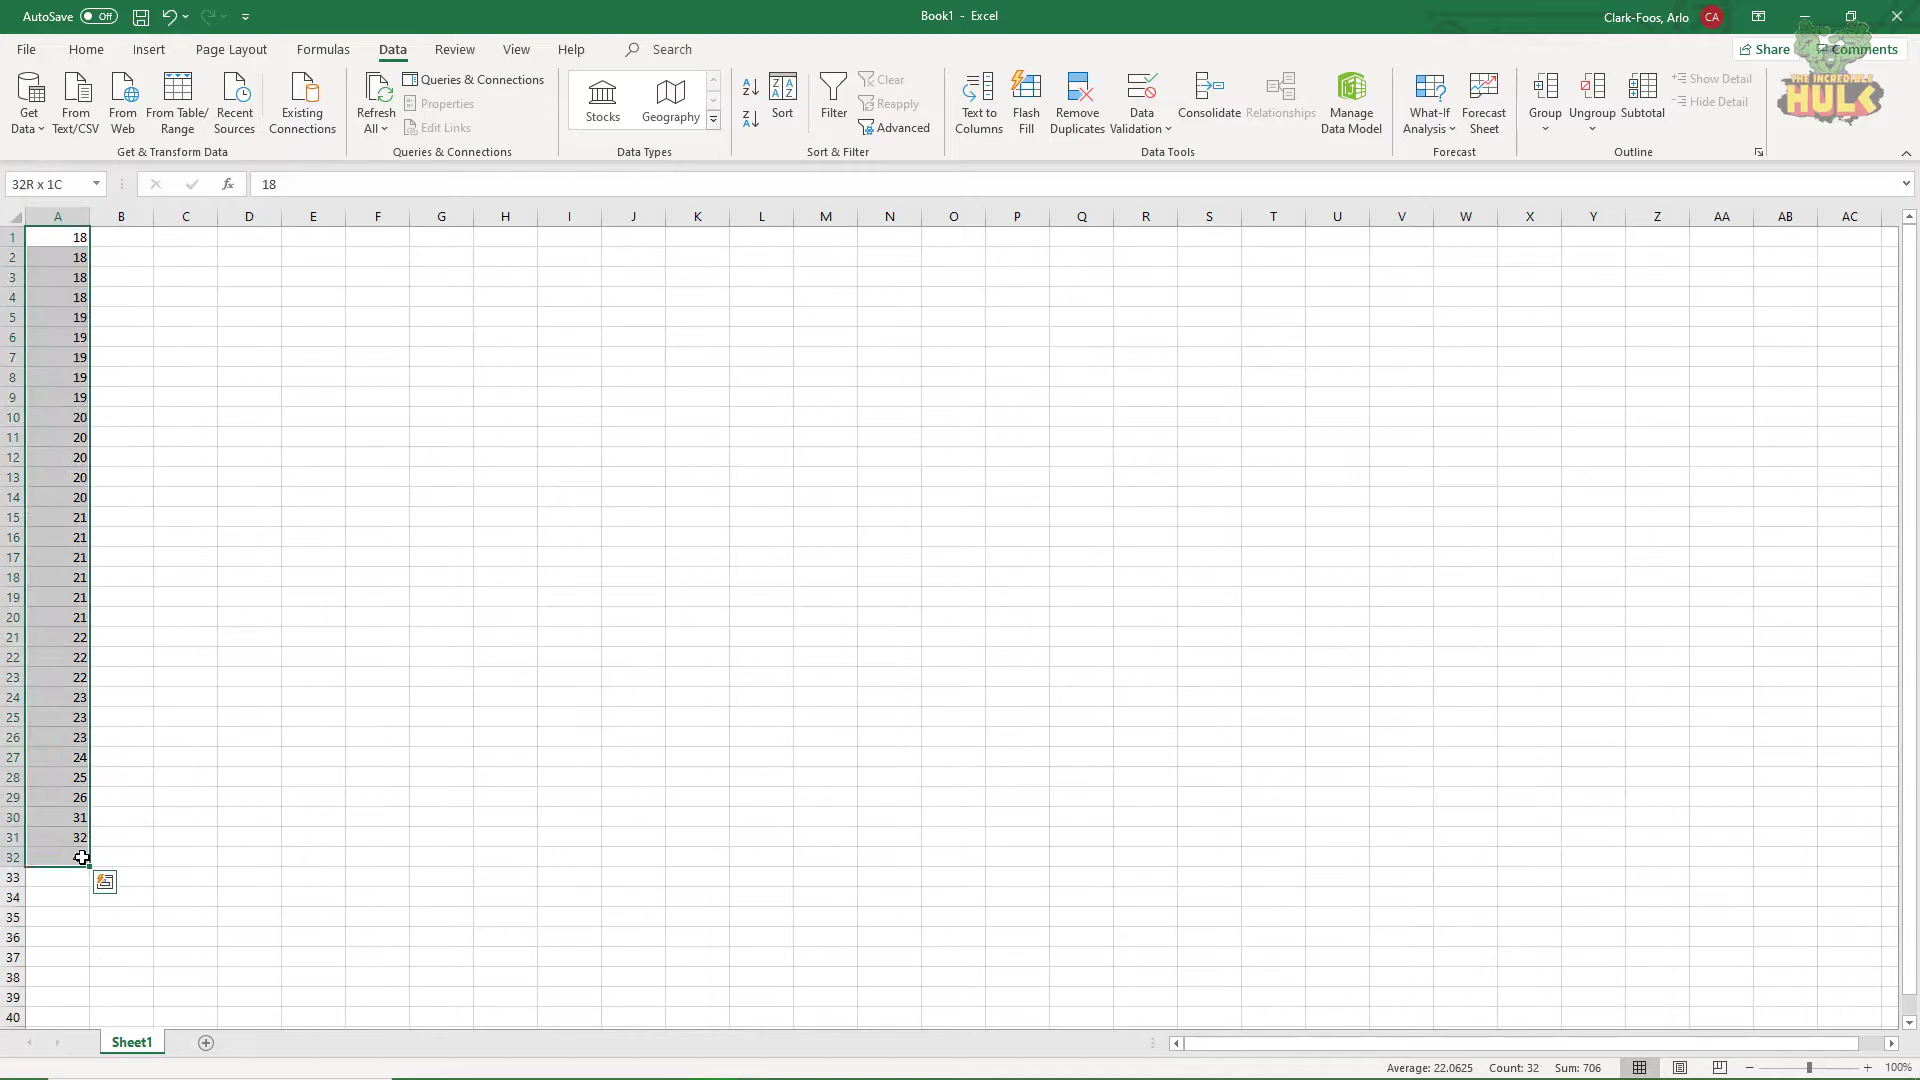 AutoSave Off
Book1 - Excel
Clark-Foos, Arlo CA
File Home Insert Page Layout Formulas Data Review View Help Search
Share Comments
Get Data
From Text/CSV
From Web
From Table/ Range
Recent Sources
Existing Connections
Get & Transform Data
Refresh All
Queries & Connections
Properties
Edit Links
Queries & Connections
Stocks
Geography
Data Types
Sort
Filter
Clear
Reapply
Advanced
Sort & Filter
Text to Columns
Flash Fill
Remove Duplicates
Data Validation
Consolidate
Relationships
Manage Data Model
Data Tools
What-If Analysis
Forecast Sheet
Forecast
Group
Ungroup
Subtotal
Show Detail
Hide Detail
Outline
THE INCREDIBLE
HULK
32R x 1C fx 18
A B C D E F G H I J K L M N O P Q R S T U V W X Y Z AA AB AC
1 18
2 18
3 18
4 18
5 19
6 19
7 19
8 19
9 19
10 20
11 20
12 20
13 20
14 20
15 21
16 21
17 21
18 21
19 21
20 21
21 22
22 22
23 22
24 23
25 23
26 23
27 24
28 25
29 26
30 31
31 32
32
33
34
35
36
37
38
39
40
Sheet1
Average: 22.0625 Count: 32 Sum: 706 100%